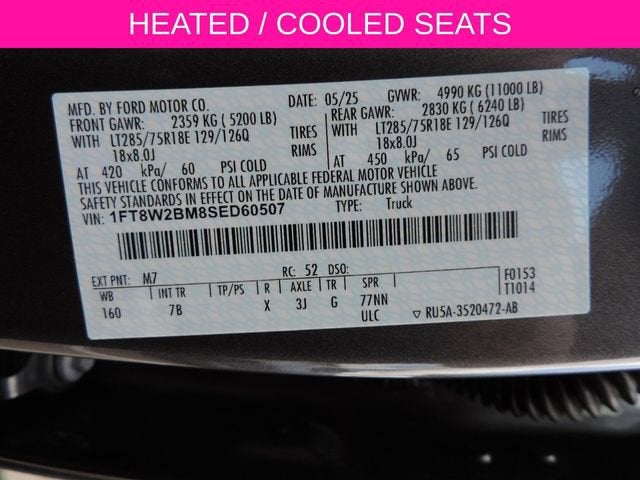 HEATED / COOLED SEATS
MFD. BY FORD MOTOR CO.
DATE: 05/25 GVWR: 4990 KG (11000 LB)
FRONT GAWR: 2359 KG ( 5200 LB) REAR GAWR: 2830 KG ( 6240 LB)
WITH LT285/75R18E 129/126Q TIRES WITH LT285/75R18E 129/126Q TIRES
18x8.0J 18x8.0J
AT 420 kPa/ 60 PSI COLD AT 450 kPa/ 65 PSI COLD
THIS VEHICLE CONFORMS TO ALL APPLICABLE FEDERAL MOTOR VEHICLE
SAFETY STANDARDS IN EFFECT ON THE DATE OF MANUFACTURE SHOWN ABOVE.
VIN: 1FT8W2BM8SED60507 TYPE: Truck
EXT PNT: M7 RC: 52 DSO: F0153
WB INT TR TP/PS R AXLE TR SPR T1014
160 7B X 3J G 77NN
ULC RU5A-3520472-AB